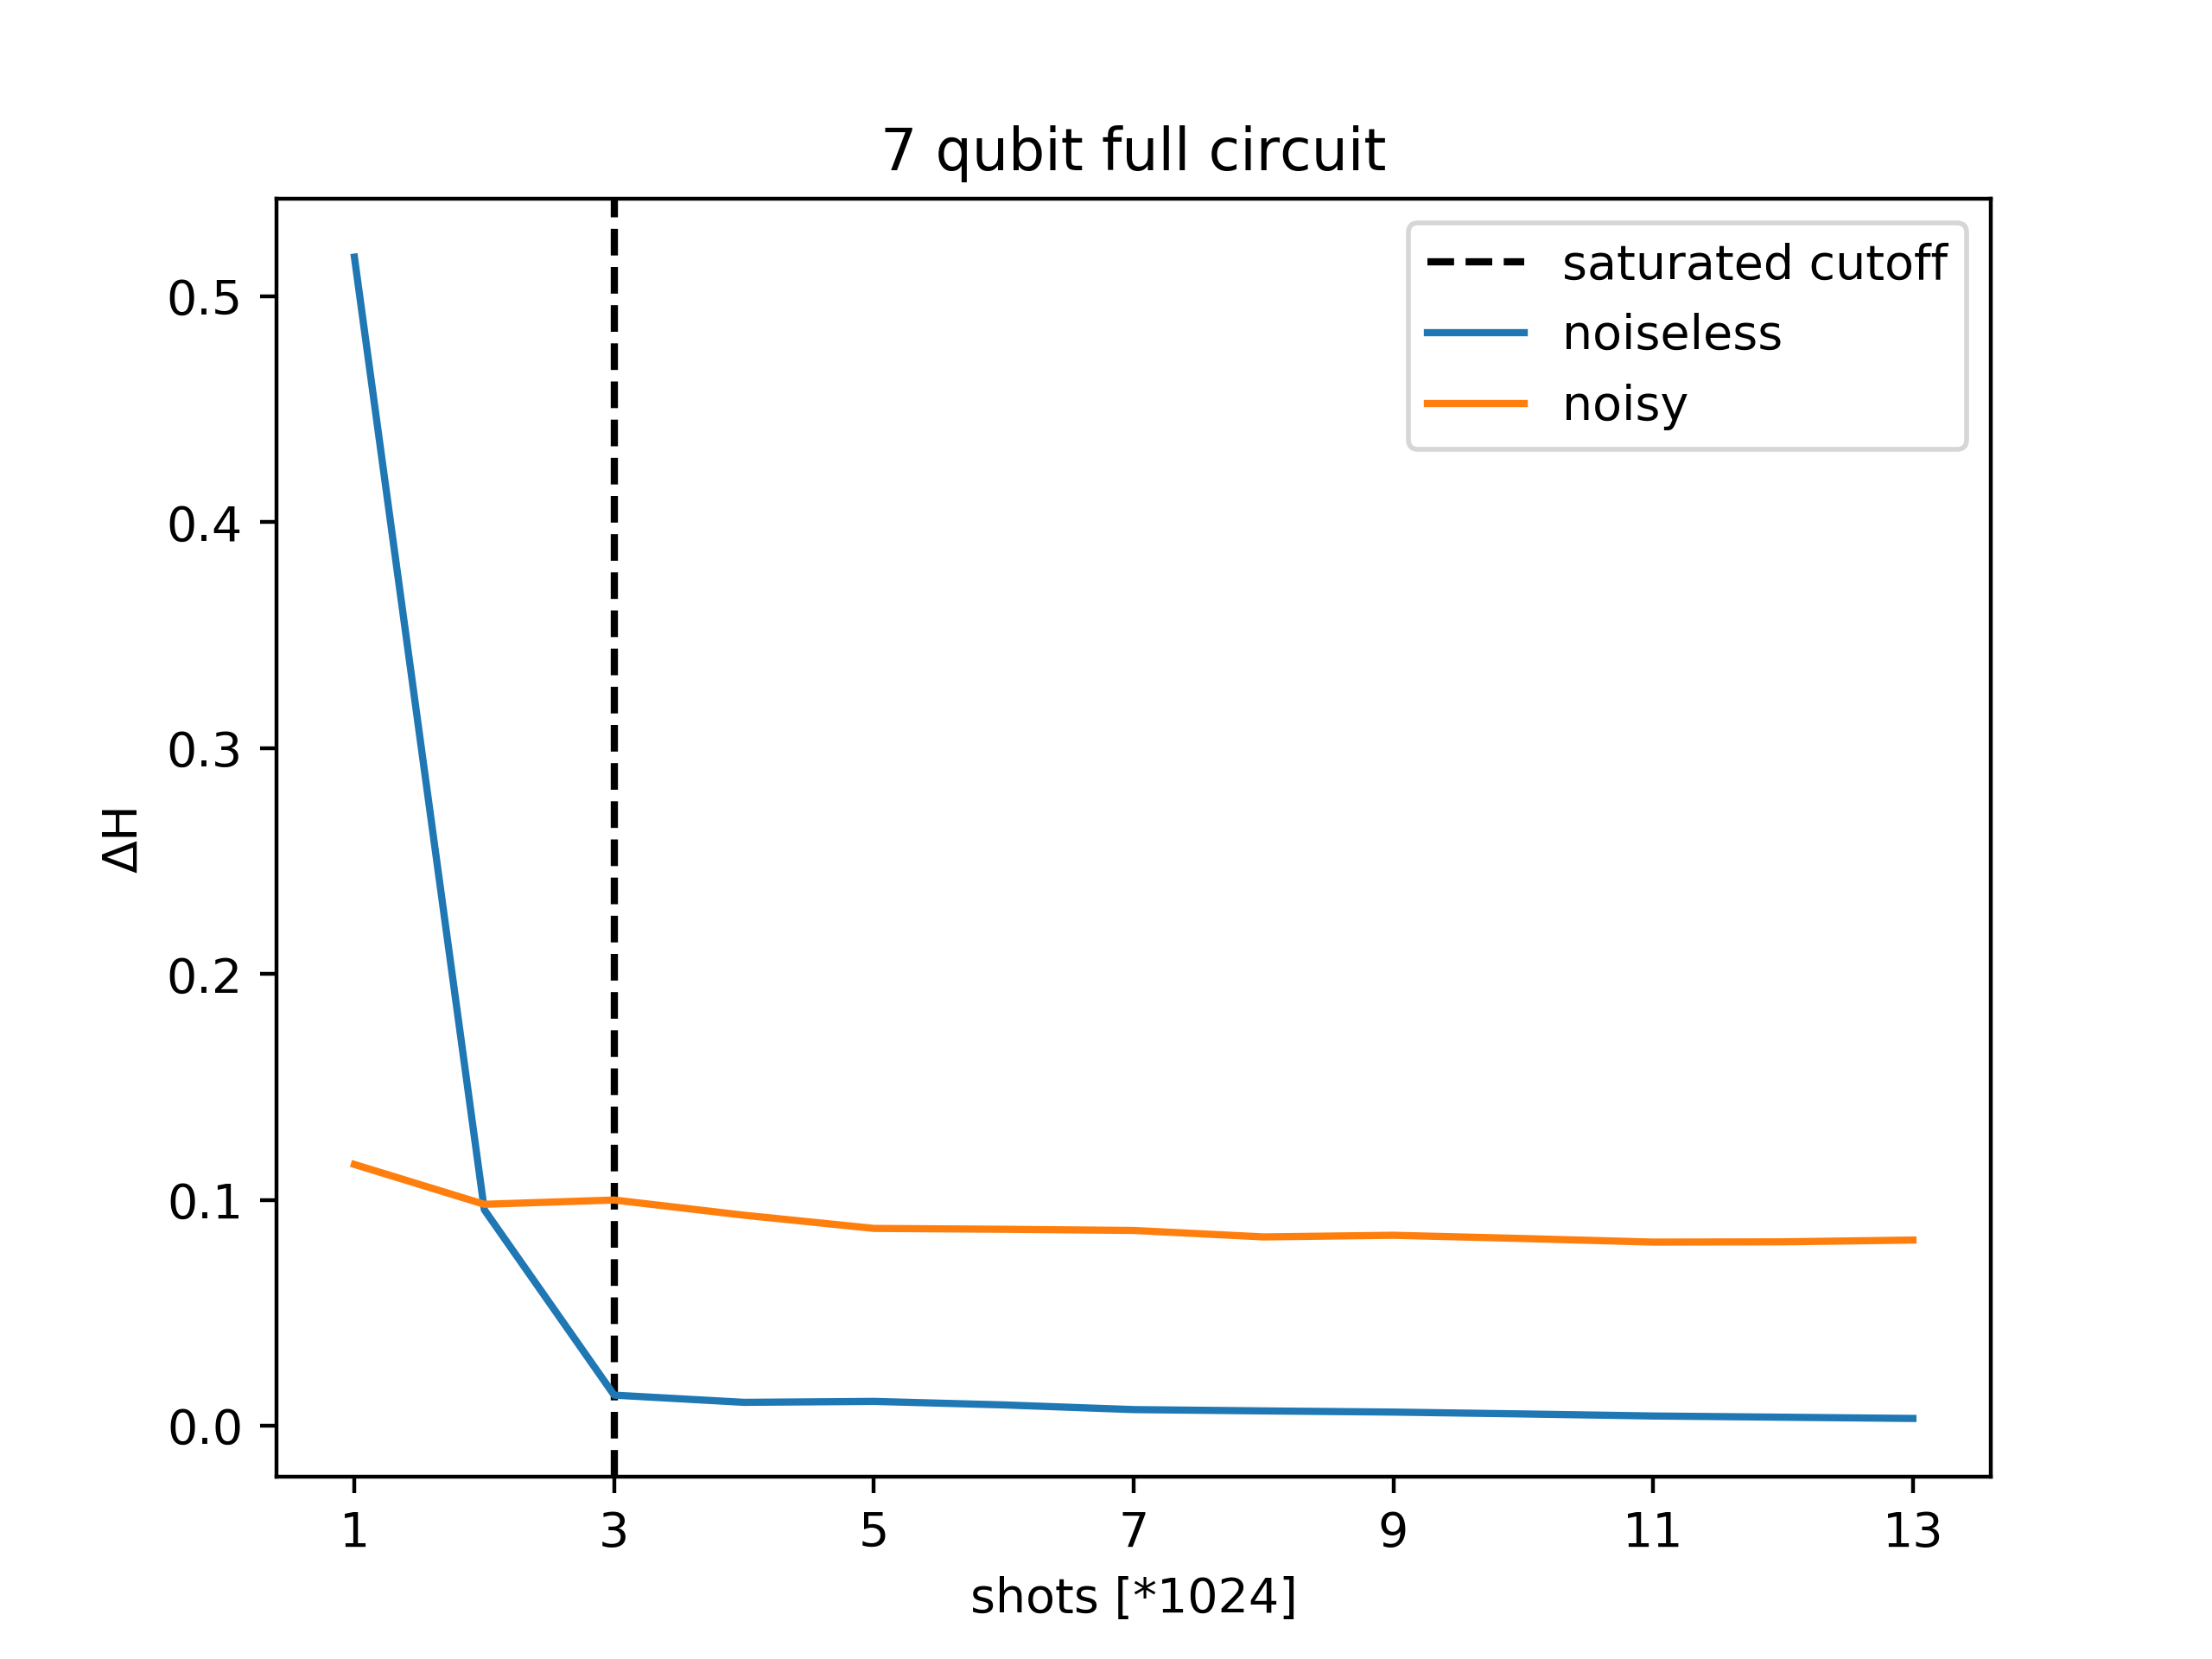 7 qubit full circuit
saturated cutoff
noiseless
noisy
0.5
0.4
0.3
0.2
0.1
0.0
ΔH
1 3 5 7 9 11 13
shots [*1024]